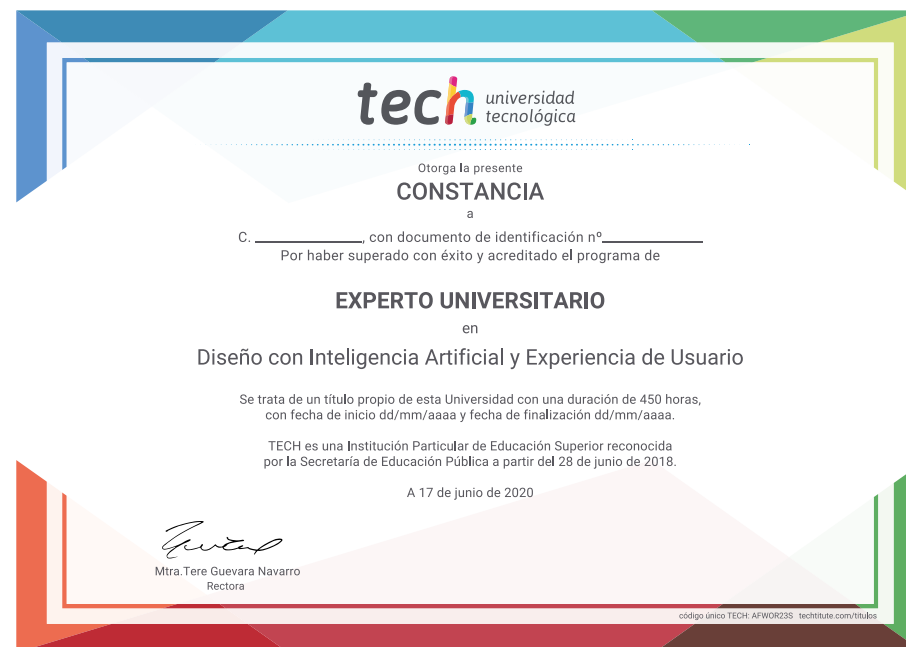 tech universidad
tecnológica
Otorga la presente
CONSTANCIA
a
C. ____________, con documento de identificación nº____________
Por haber superado con éxito y acreditado el programa de
EXPERTO UNIVERSITARIO
en
Diseño con Inteligencia Artificial y Experiencia de Usuario
Se trata de un título propio de esta Universidad con una duración de 450 horas,
con fecha de inicio dd/mm/aaaa y fecha de finalización dd/mm/aaaa.
TECH es una Institución Particular de Educación Superior reconocida
por la Secretaría de Educación Pública a partir del 28 de junio de 2018.
A 17 de junio de 2020
Mtra.Tere Guevara Navarro
Rectora
código único TECH: AFWOR23S techtitute.com/titulos